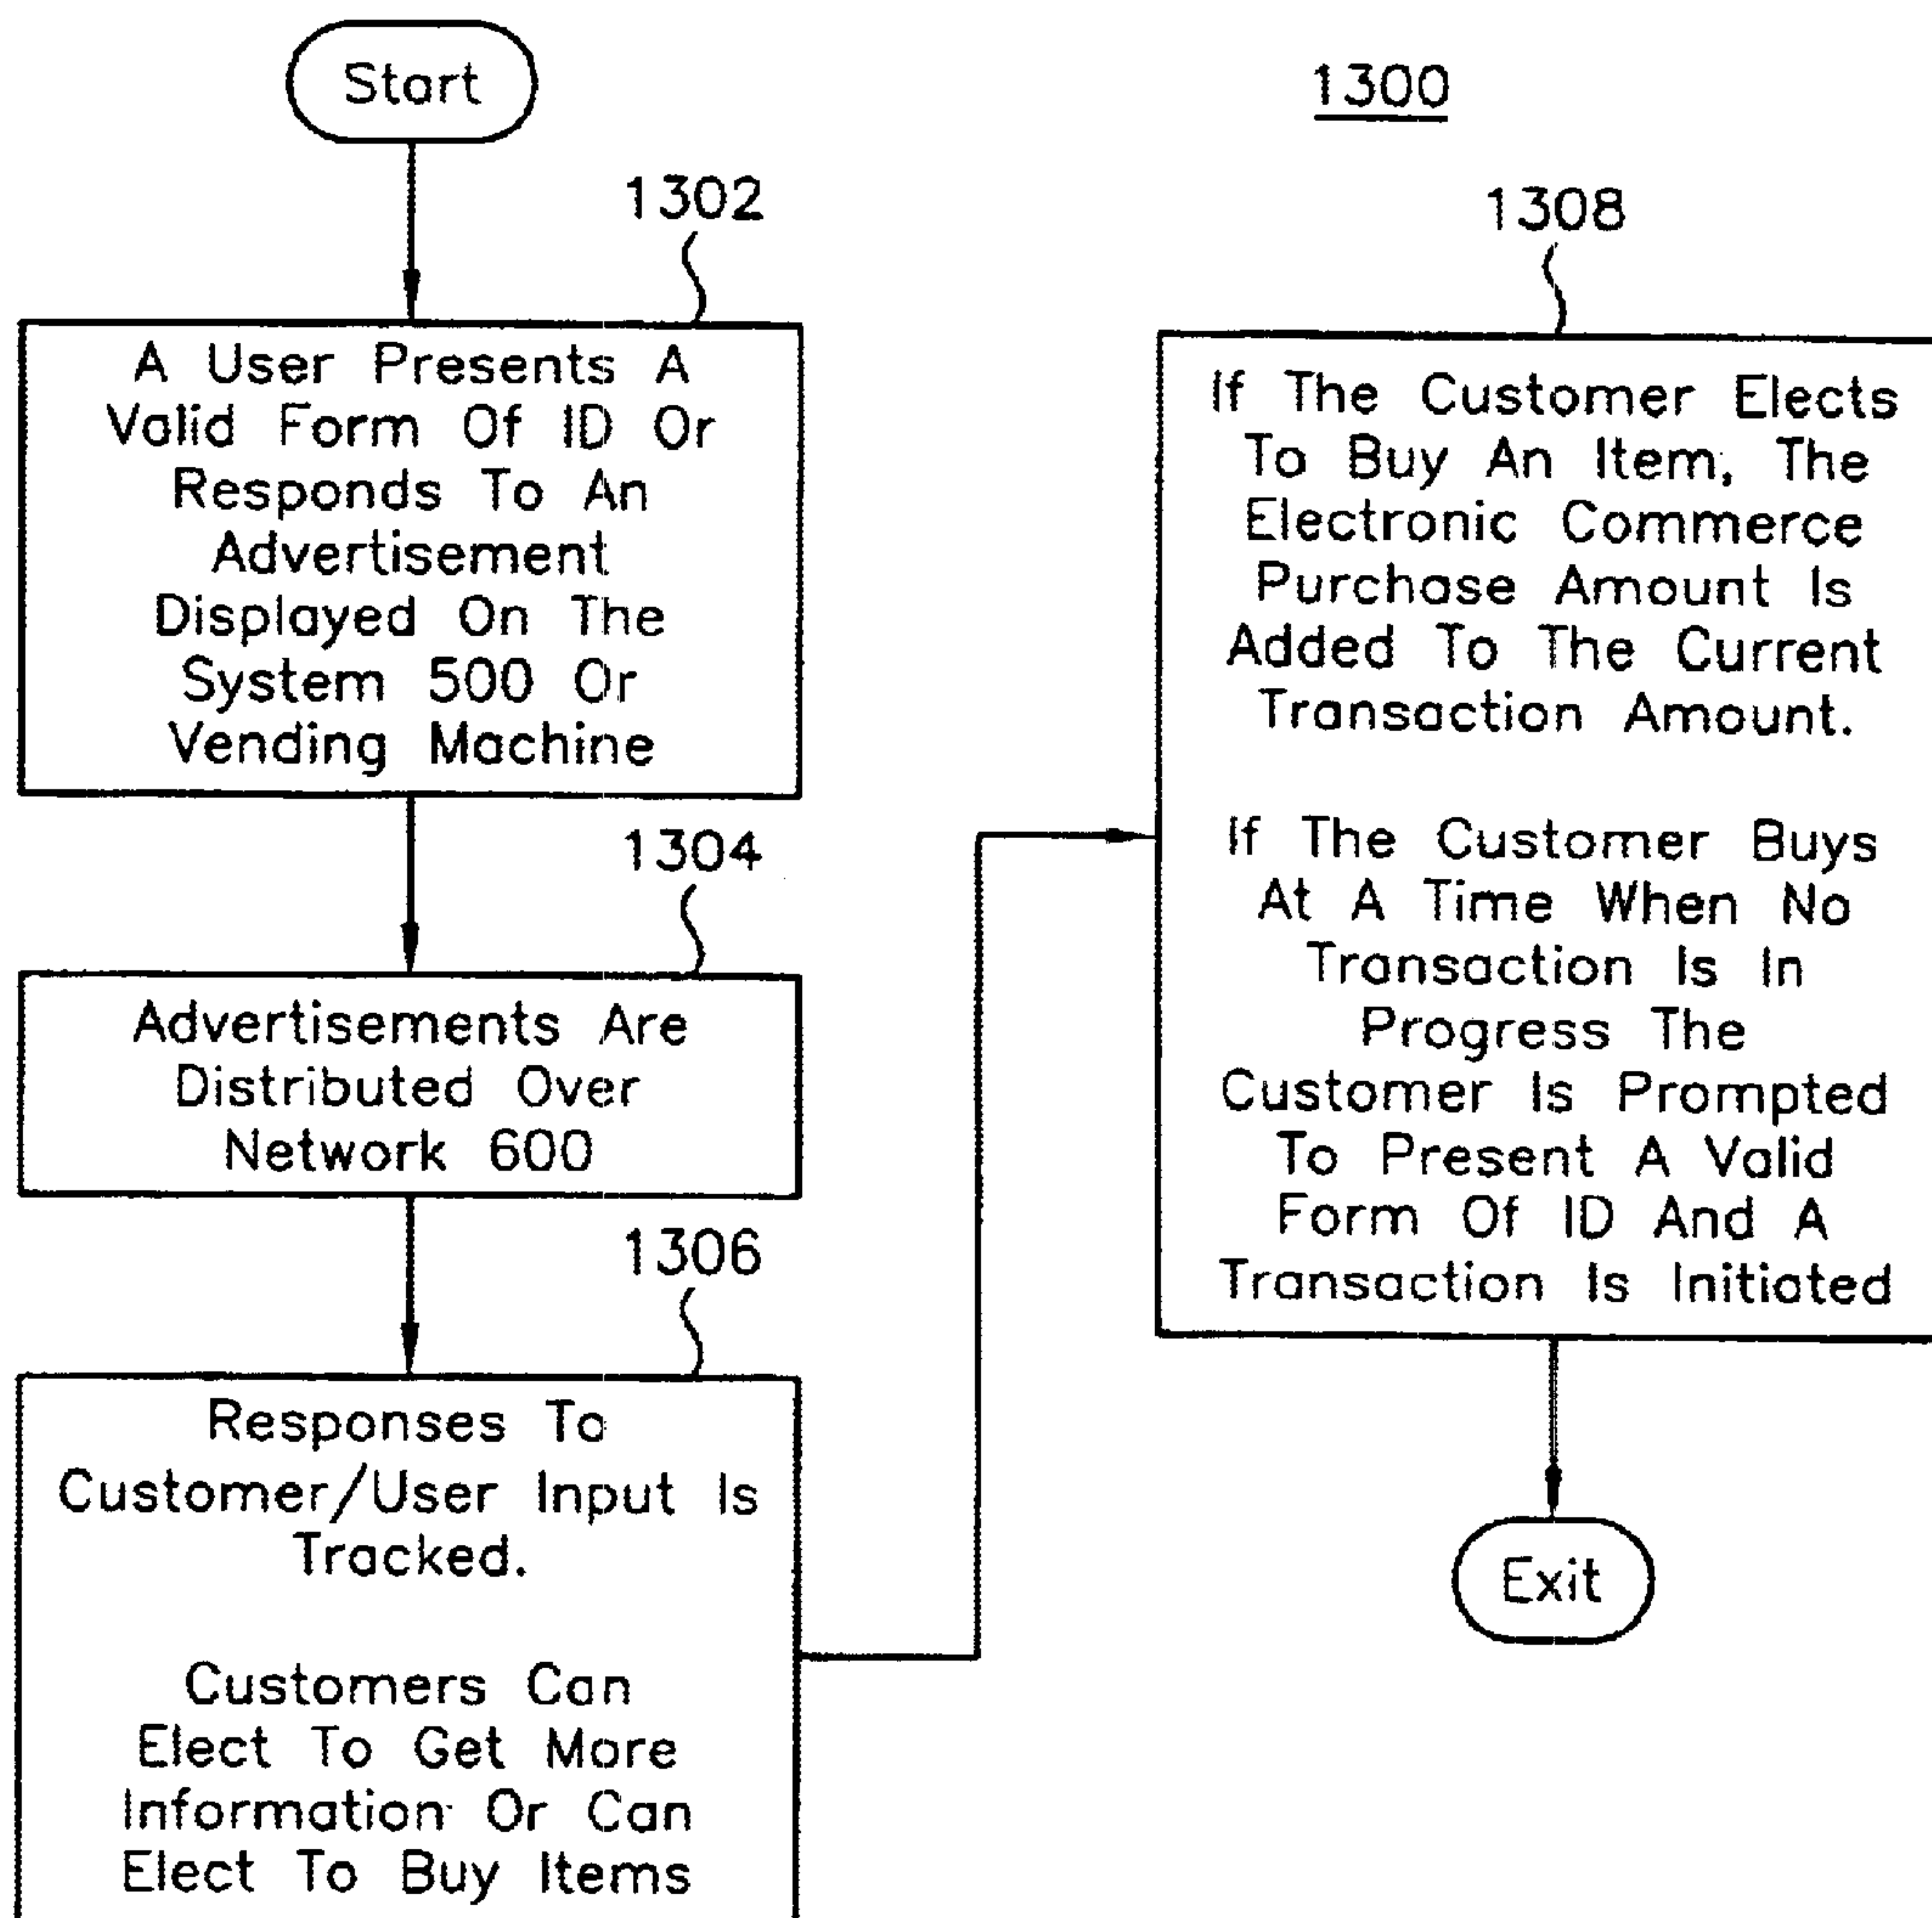 Start
1300
1302
A User Presents A
Valid Form Of ID Or
Responds To An
Advertisement
Displayed On The
System 500 Or
Vending Machine
1304
Advertisements Are
Distributed Over
Network 600
1306
Responses To
Customer/User Input Is
Tracked.
Customers Can
Elect To Get More
Information Or Can
Elect To Buy Items
1308
If The Customer Elects
To Buy An Item, The
Electronic Commerce
Purchase Amount Is
Added To The Current
Transaction Amount.
If The Customer Buys
At A Time When No
Transaction Is In
Progress The
Customer Is Prompted
To Present A Valid
Form Of ID And A
Transaction Is Initiated
Exit